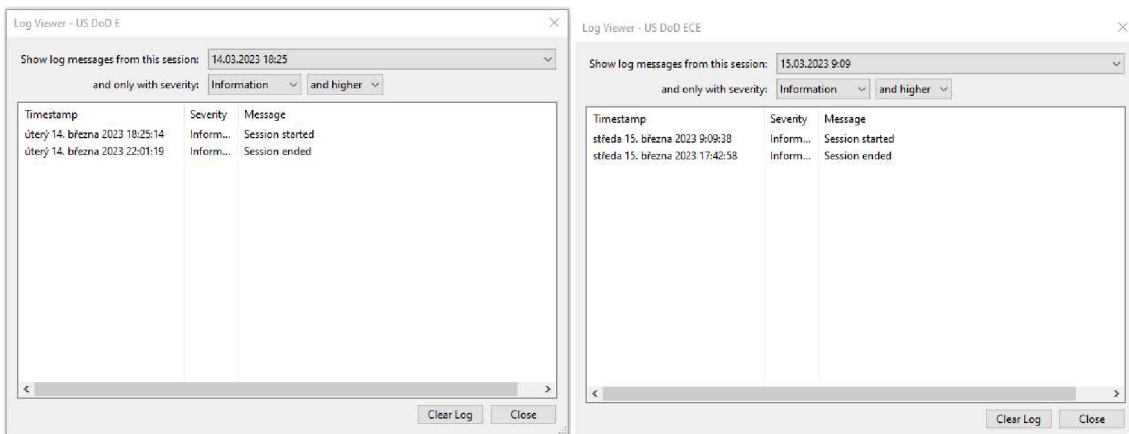 Log Viewer - US DoD E
Show log messages from this session: 14.03.2023 18:25
and only with severity: Information and higher
Timestamp Severity Message
úterý 14. března 2023 18:25:14 Inform... Session started
úterý 14. března 2023 22:01:19 Inform... Session ended
Clear Log Close
Log Viewer - US DoD ECE
Show log messages from this session: 15.03.2023 9:09
and only with severity: Information and higher
Timestamp Severity Message
středa 15. března 2023 9:09:38 Inform... Session started
středa 15. března 2023 17:42:58 Inform... Session ended
Clear Log Close